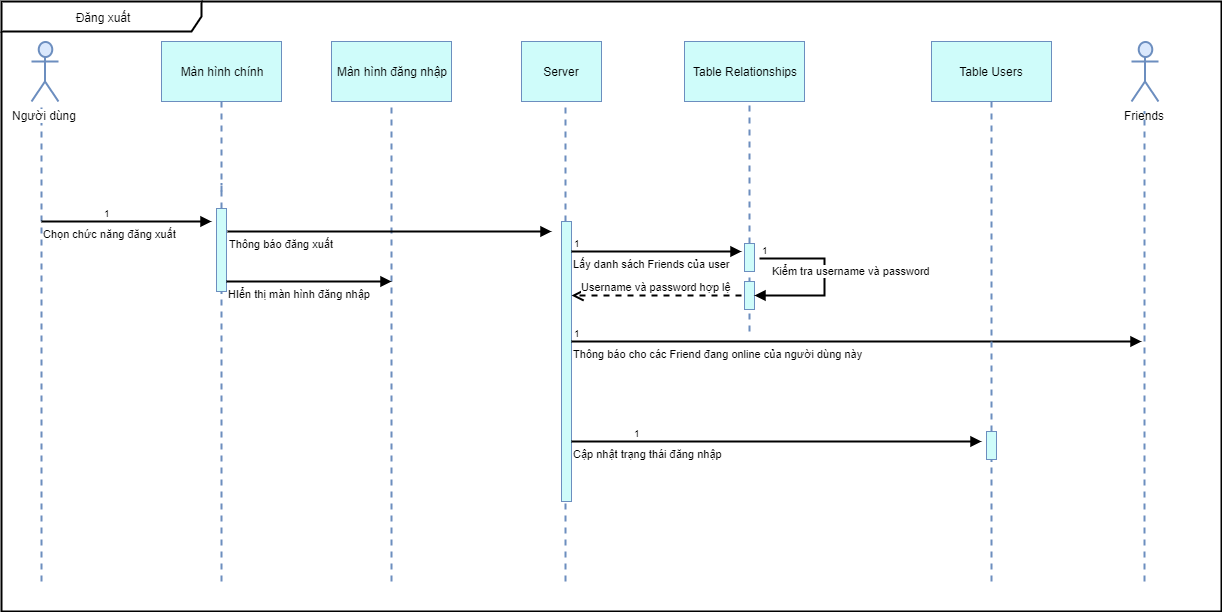 Đăng xuất
Người dùng
Màn hình chính
Màn hình đăng nhập
Server
Table Relationships
Table Users
Friends
1
Chọn chức năng đăng xuất
Thông báo đăng xuất
HIển thị màn hình đăng nhập
1
Lấy danh sách Friends của user
1
Kiểm tra username và password
Username và password hợp lệ
1
Thông báo cho các Friend đang online của người dùng này
1
Cập nhật trạng thái đăng nhập